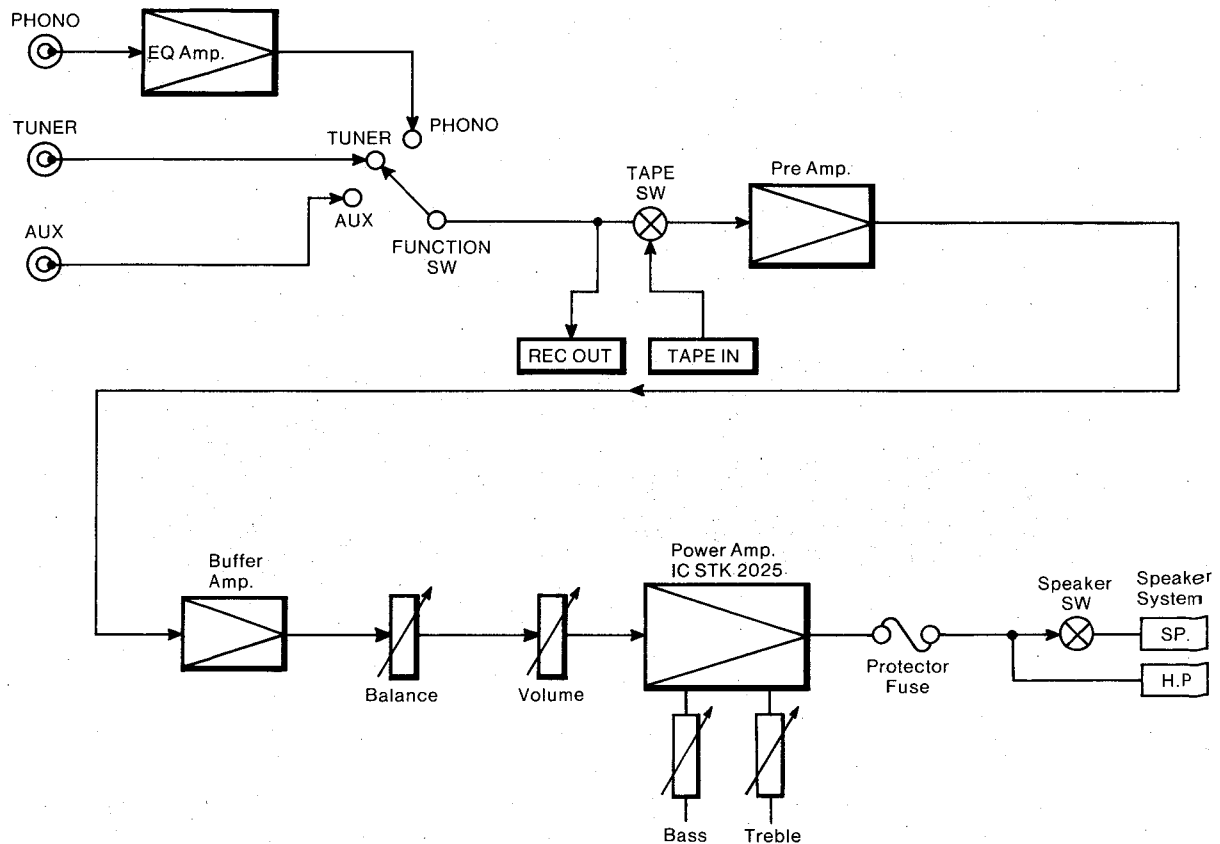 PHONO
EQ Amp.
TUNER
TUNER
PHONO
AUX
AUX
FUNCTION
SW
TAPE
SW
Pre Amp.
REC OUT
TAPE IN
Buffer
Amp.
Balance
Volume
Power Amp.
IC STK 2025
Bass
Treble
Protector
Fuse
Speaker
SW
Speaker
System
SP.
H.P